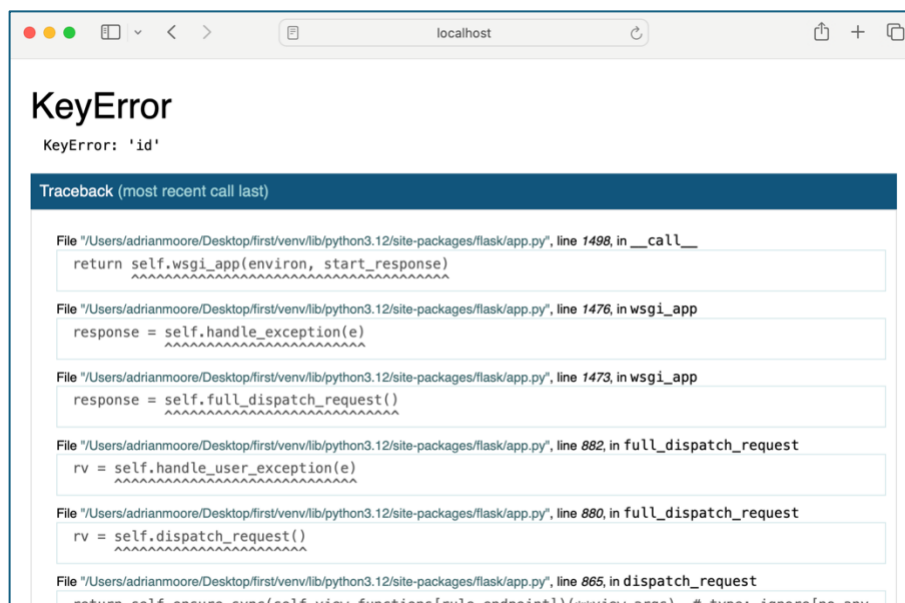 localhost
KeyError
KeyError: 'id'
Traceback (most recent call last)
File "/Users/adrianmoore/Desktop/first/venv/lib/python3.12/site-packages/flask/app.py", line 1498, in __call__
return self.wsgi_app(environ, start_response)
^^^^^^^^^^^^^^^^^^^^^^^^^^^^^^^^^^^^^^
File "/Users/adrianmoore/Desktop/first/venv/lib/python3.12/site-packages/flask/app.py", line 1476, in wsgi_app
response = self.handle_exception(e)
^^^^^^^^^^^^^^^^^^^^^^^^
File "/Users/adrianmoore/Desktop/first/venv/lib/python3.12/site-packages/flask/app.py", line 1473, in wsgi_app
response = self.full_dispatch_request()
^^^^^^^^^^^^^^^^^^^^^^^^^^^^
File "/Users/adrianmoore/Desktop/first/venv/lib/python3.12/site-packages/flask/app.py", line 882, in full_dispatch_request
rv = self.handle_user_exception(e)
^^^^^^^^^^^^^^^^^^^^^^^^^^^^^
File "/Users/adrianmoore/Desktop/first/venv/lib/python3.12/site-packages/flask/app.py", line 880, in full_dispatch_request
rv = self.dispatch_request()
^^^^^^^^^^^^^^^^^^^^^^^
File "/Users/adrianmoore/Desktop/first/venv/lib/python3.12/site-packages/flask/app.py", line 865, in dispatch_request